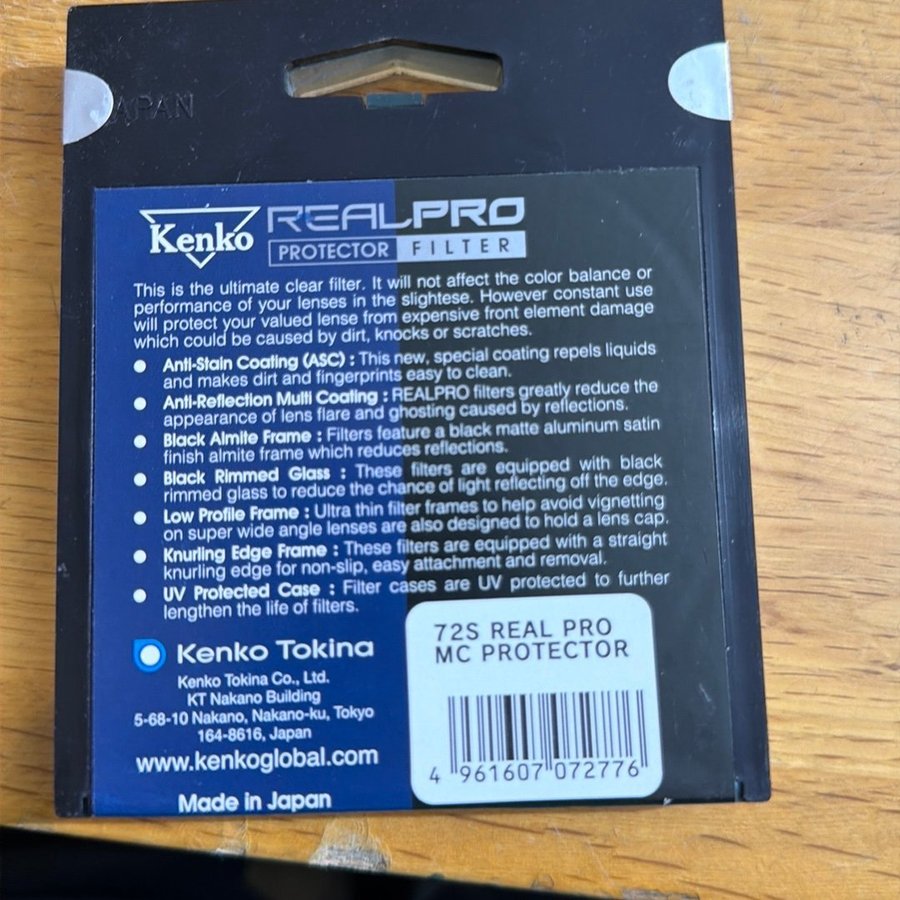 JAPAN
Kenko REALPRO
PROTECTOR FILTER
This is the ultimate clear filter. It will not affect the color balance or
performance of your lenses in the slightese. However constant use
will protect your valued lense from expensive front element damage
which could be caused by dirt, knocks or scratches.
● Anti-Stain Coating (ASC) : This new, special coating repels liquids
and makes dirt and fingerprints easy to clean.
● Anti-Reflection Multi Coating : REALPRO filters greatly reduce the
appearance of lens flare and ghosting caused by reflections.
● Black Almite Frame : Filters feature a black matte aluminum satin
finish almite frame which reduces reflections.
● Black Rimmed Glass : These filters are equipped with black
rimmed glass to reduce the chance of light reflecting off the edge.
● Low Profile Frame : Ultra thin filter frames to help avoid vignetting
on super wide angle lenses are also designed to hold a lens cap.
● Knurling Edge Frame : These filters are equipped with a straight
knurling edge for non-slip, easy attachment and removal.
● UV Protected Case : Filter cases are UV protected to further
lengthen the life of filters.
Kenko Tokina
Kenko Tokina Co., Ltd.
KT Nakano Building
5-68-10 Nakano, Nakano-ku, Tokyo
164-8616, Japan
www.kenkoglobal.com
Made in Japan
72S REAL PRO
MC PROTECTOR
4 961607 072776